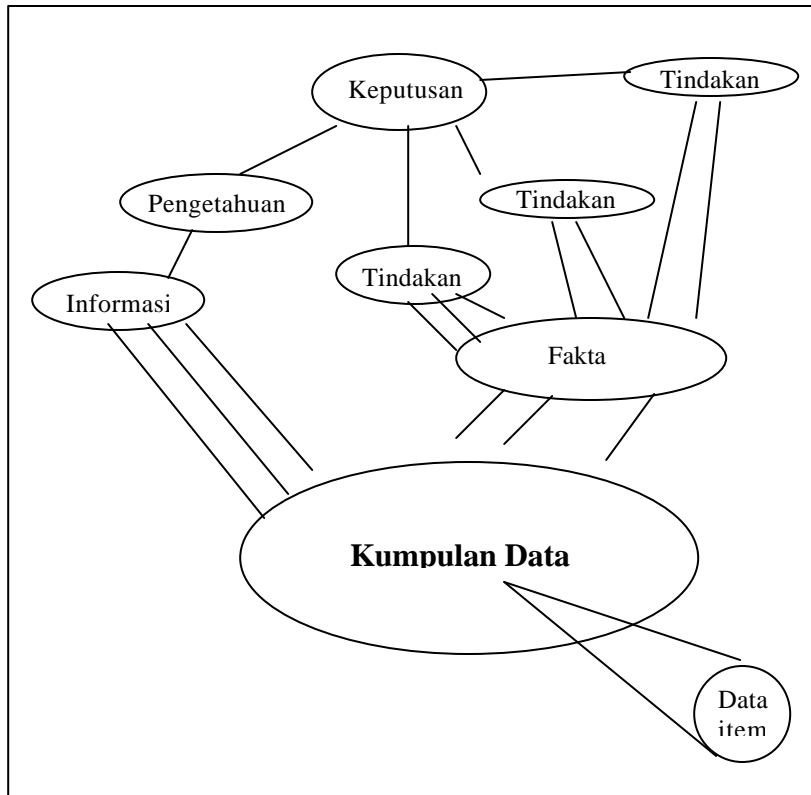 Keputusan
Tindakan
Pengetahuan
Tindakan
Tindakan
Informasi
Fakta
Kumpulan Data
Data
item